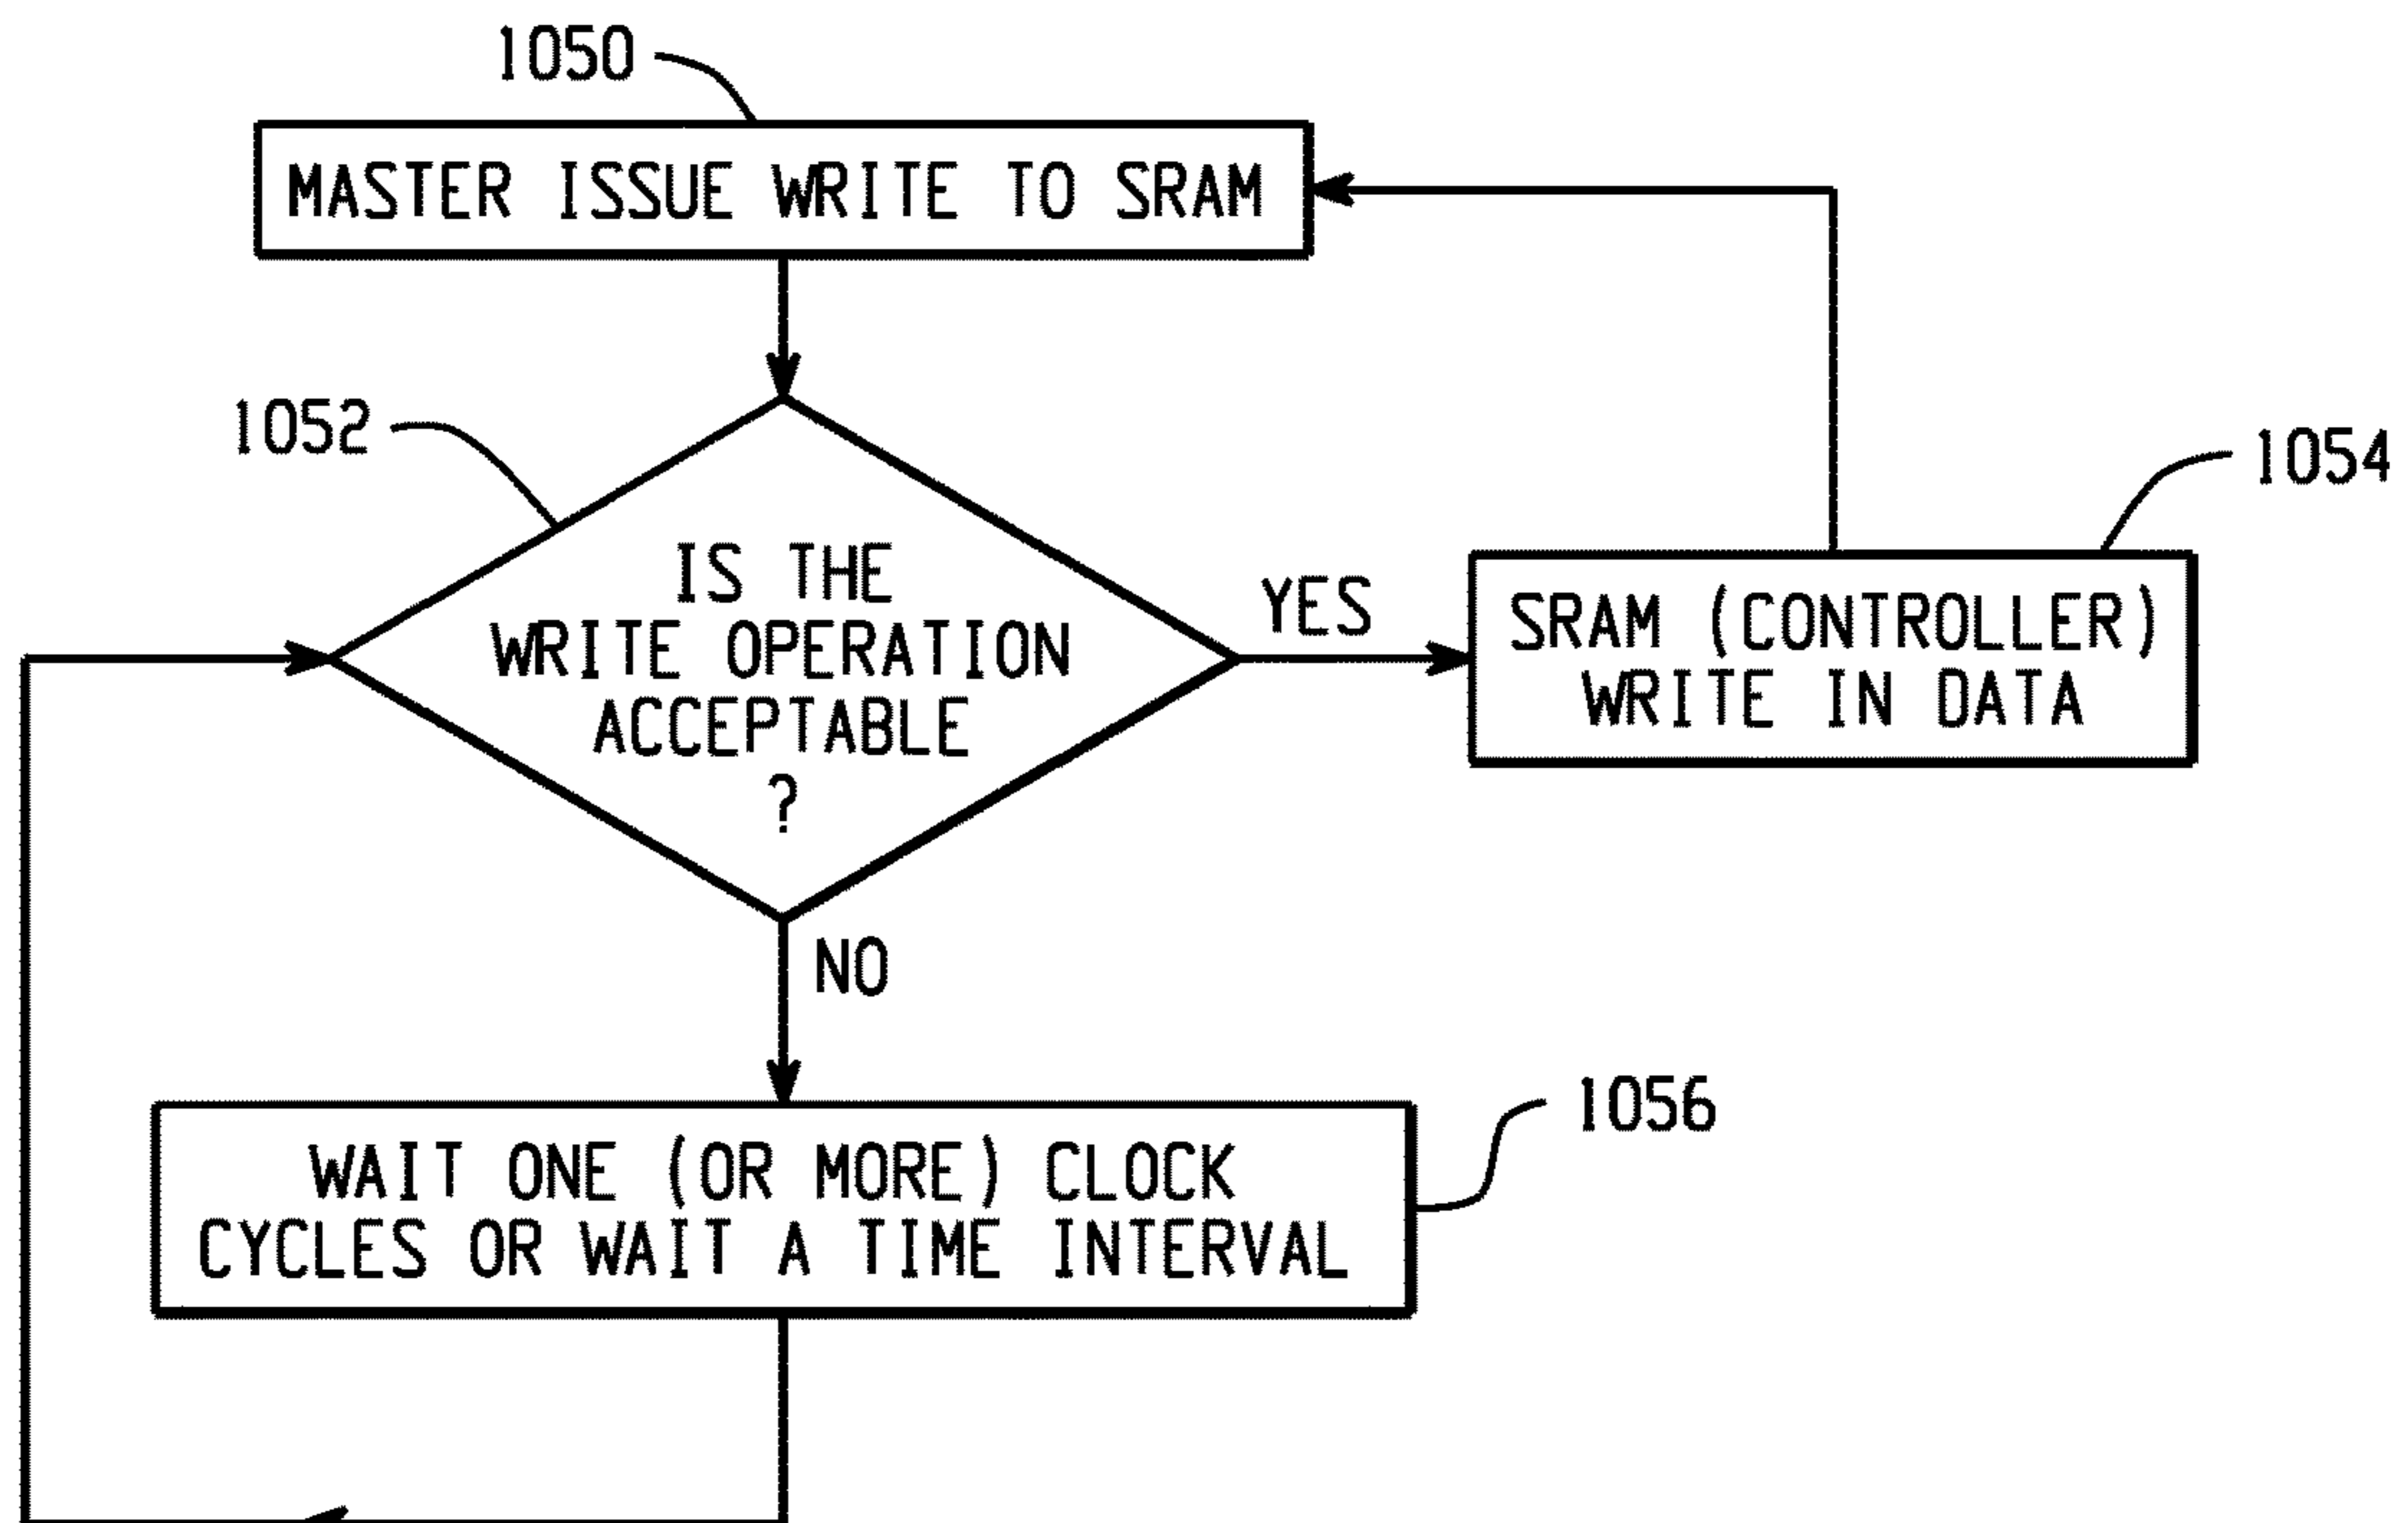 1050
MASTER ISSUE WRITE TO SRAM
1052
IS THE
WRITE OPERATION
ACCEPTABLE
?
YES
1054
SRAM (CONTROLLER)
WRITE IN DATA
NO
1056
WAIT ONE (OR MORE) CLOCK
CYCLES OR WAIT A TIME INTERVAL